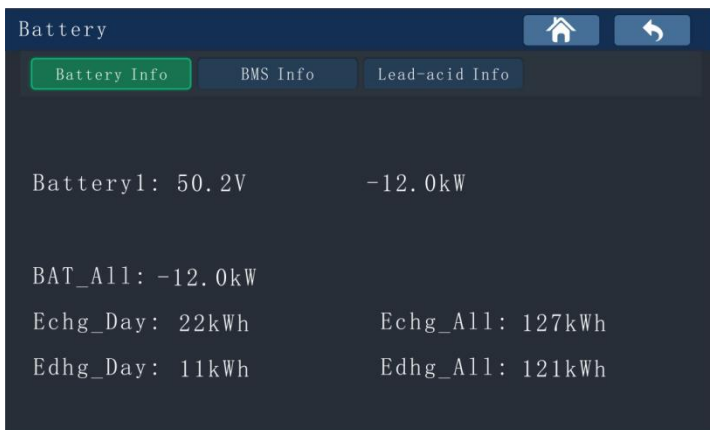 Battery
Battery Info BMS Info Lead-acid Info
Battery1: 50.2V -12.0kW
BAT_All: -12.0kW
Echg_Day: 22kWh Echg_All: 127kWh
Edhg_Day: 11kWh Edhg_All: 121kWh